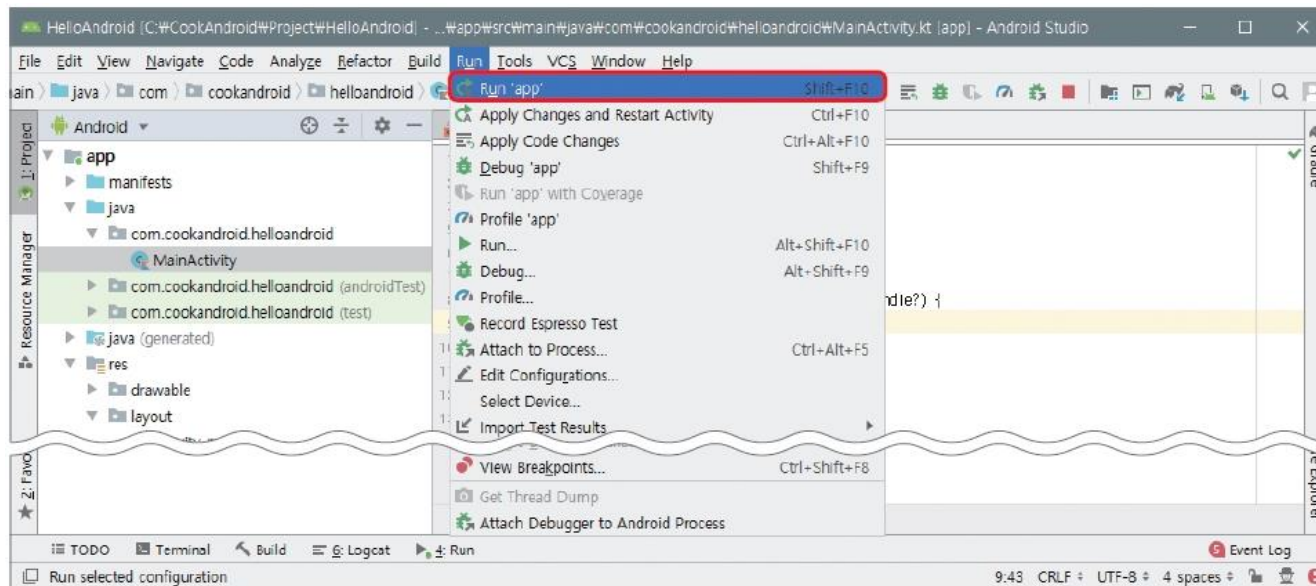 HelloAndroid [C:₩CookAndroid₩Project₩HelloAndroid] - ...₩app₩src₩main₩java₩com₩cookandroid₩helloandroid₩MainActivity.kt [app] - Android Studio
File Edit View Navigate Code Analyze Refactor Build Run Tools VCS Window Help
java com cookandroid helloandroid
Run 'app' Shift+F10
Apply Changes and Restart Activity Ctrl+F10
Apply Code Changes Ctrl+Alt+F10
Debug 'app' Shift+F9
Run 'app' with Coverage
Profile 'app'
Run... Alt+Shift+F10
Debug... Alt+Shift+F9
Profile...
Record Espresso Test
Attach to Process... Ctrl+Alt+F5
Edit Configurations...
Select Device...
Import Test Results
View Breakpoints... Ctrl+Shift+F8
Get Thread Dump
Attach Debugger to Android Process
1: Project
Resource Manager
Android
app
manifests
java
com.cookandroid.helloandroid
MainActivity
com.cookandroid.helloandroid (androidTest)
com.cookandroid.helloandroid (test)
java (generated)
res
drawable
layout
ndle?) {
Gradle
TODO Terminal Build 6: Logcat 4: Run Event Log
Run selected configuration 9:43 CRLF UTF-8 4 spaces